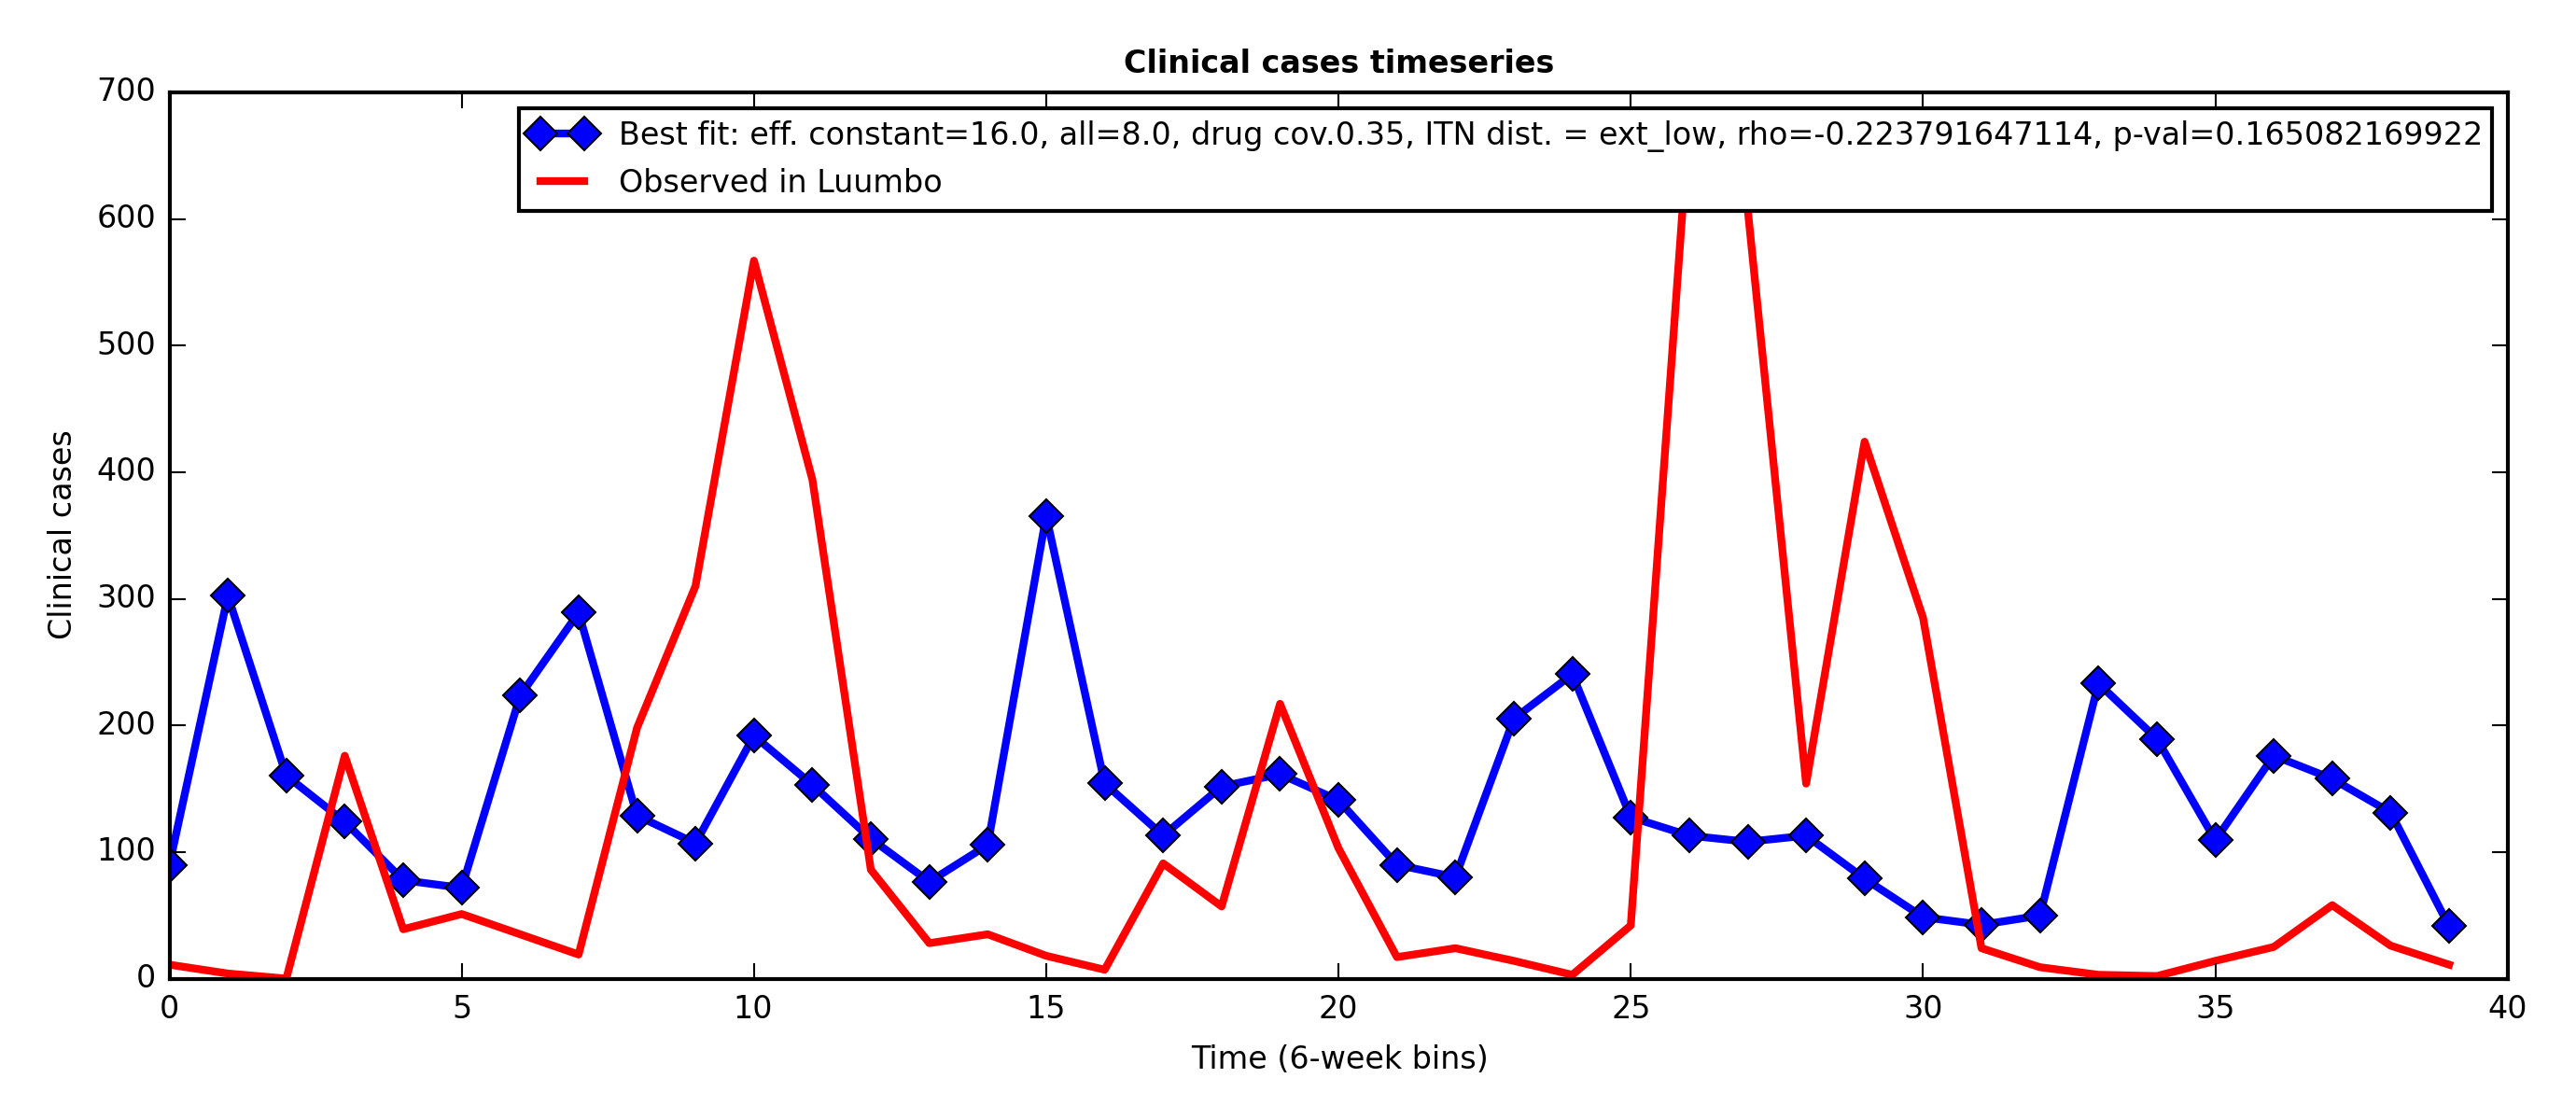 Clinical cases timeseries
700
600
500
400
300
200
100
0
Clinical cases
Best fit: eff. constant=16.0, all=8.0, drug cov.0.35, ITN dist. = ext_low, rho=-0.223791647114, p-val=0.165082169922
Observed in Luumbo
0 5 10 15 20 25 30 35 40
Time (6-week bins)